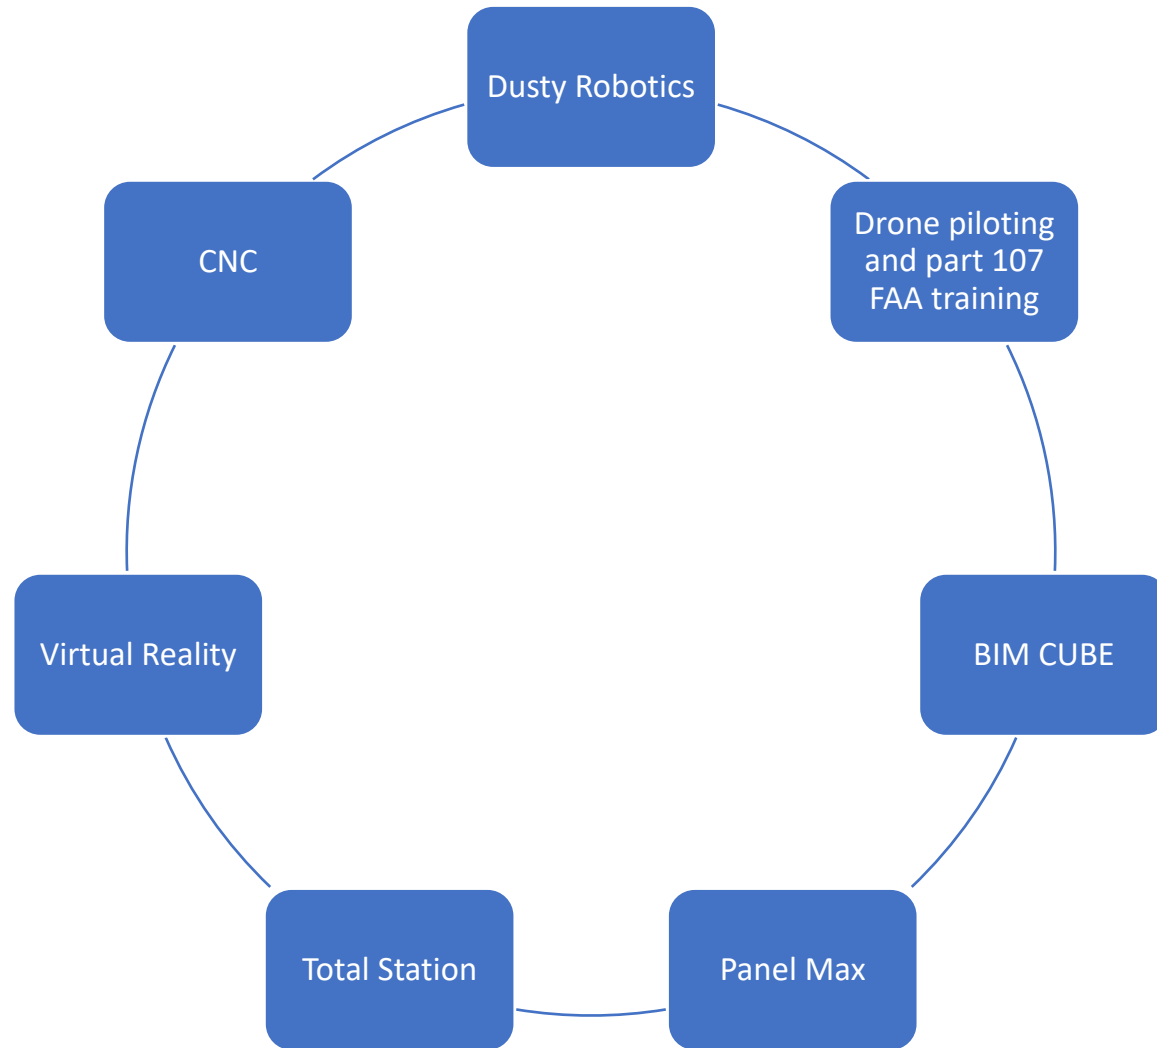 Dusty Robotics
Drone piloting
and part 107
FAA training
BIM CUBE
Panel Max
Total Station
Virtual Reality
CNC